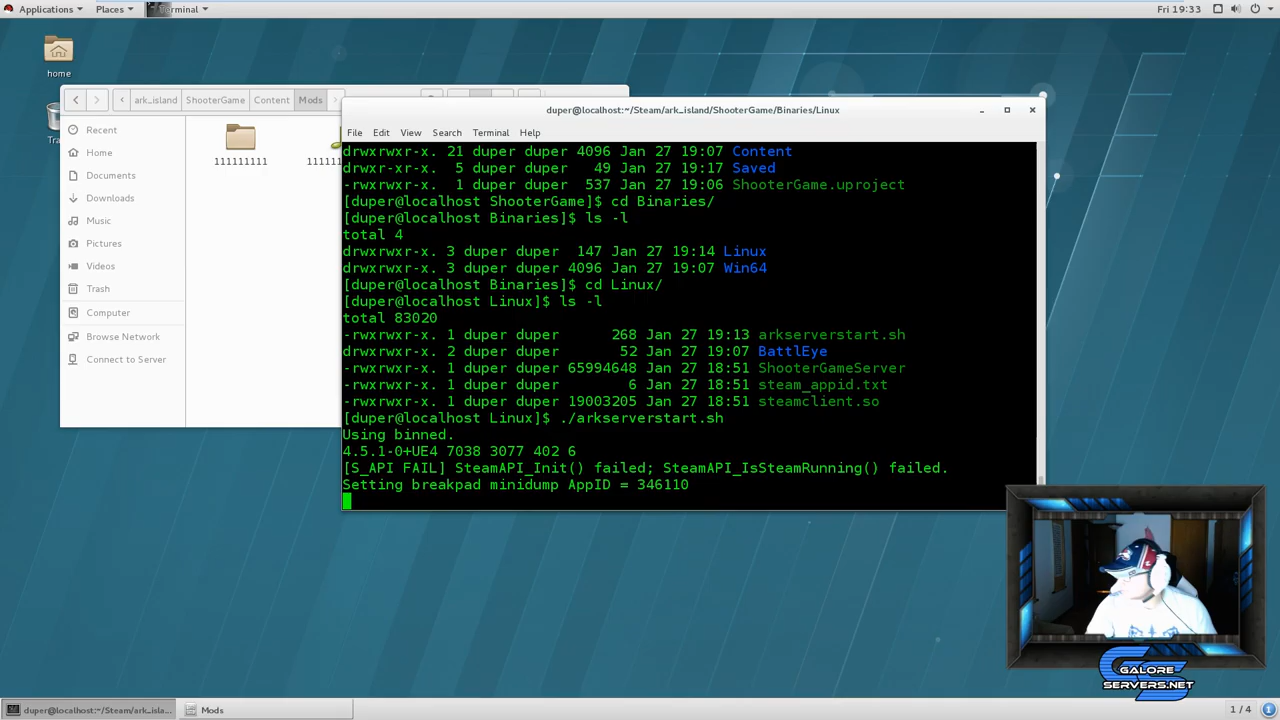 Applications
Places
Terminal
Fri 19:33
home
ark_island
ShooterGame
Content
Mods
Recent
Home
Documents
Downloads
Music
Pictures
Videos
Trash
Computer
Browse Network
Connect to Server
111111111
duper@localhost:~/Steam/ark_island/ShooterGame/Binaries/Linux
File Edit View Search Terminal Help
drwxrwxr-x. 21 duper duper 4096 Jan 27 19:07 Content
drwxr-xr-x. 5 duper duper 49 Jan 27 19:17 Saved
-rwxrwxr-x. 1 duper duper 537 Jan 27 19:06 ShooterGame.uproject
[duper@localhost ShooterGame]$ cd Binaries/
[duper@localhost Binaries]$ ls -l
total 4
drwxrwxr-x. 3 duper duper 147 Jan 27 19:14 Linux
drwxrwxr-x. 3 duper duper 4096 Jan 27 19:07 Win64
[duper@localhost Binaries]$ cd Linux/
[duper@localhost Linux]$ ls -l
total 83020
-rwxrwxr-x. 1 duper duper 268 Jan 27 19:13 arkserverstart.sh
drwxrwxr-x. 2 duper duper 52 Jan 27 19:07 BattlEye
-rwxrwxr-x. 1 duper duper 65994648 Jan 27 18:51 ShooterGameServer
-rwxrwxr-x. 1 duper duper 6 Jan 27 18:51 steam_appid.txt
-rwxrwxr-x. 1 duper duper 19003205 Jan 27 18:51 steamclient.so
[duper@localhost Linux]$ ./arkserverstart.sh
Using binned.
4.5.1-0+UE4 7038 3077 402 6
[S_API FAIL] SteamAPI_Init() failed; SteamAPI_IsSteamRunning() failed.
Setting breakpad minidump AppID = 346110
GALORE
SERVERS.NET
duper@localhost:~/Steam/ark_isla...
Mods
1 / 4